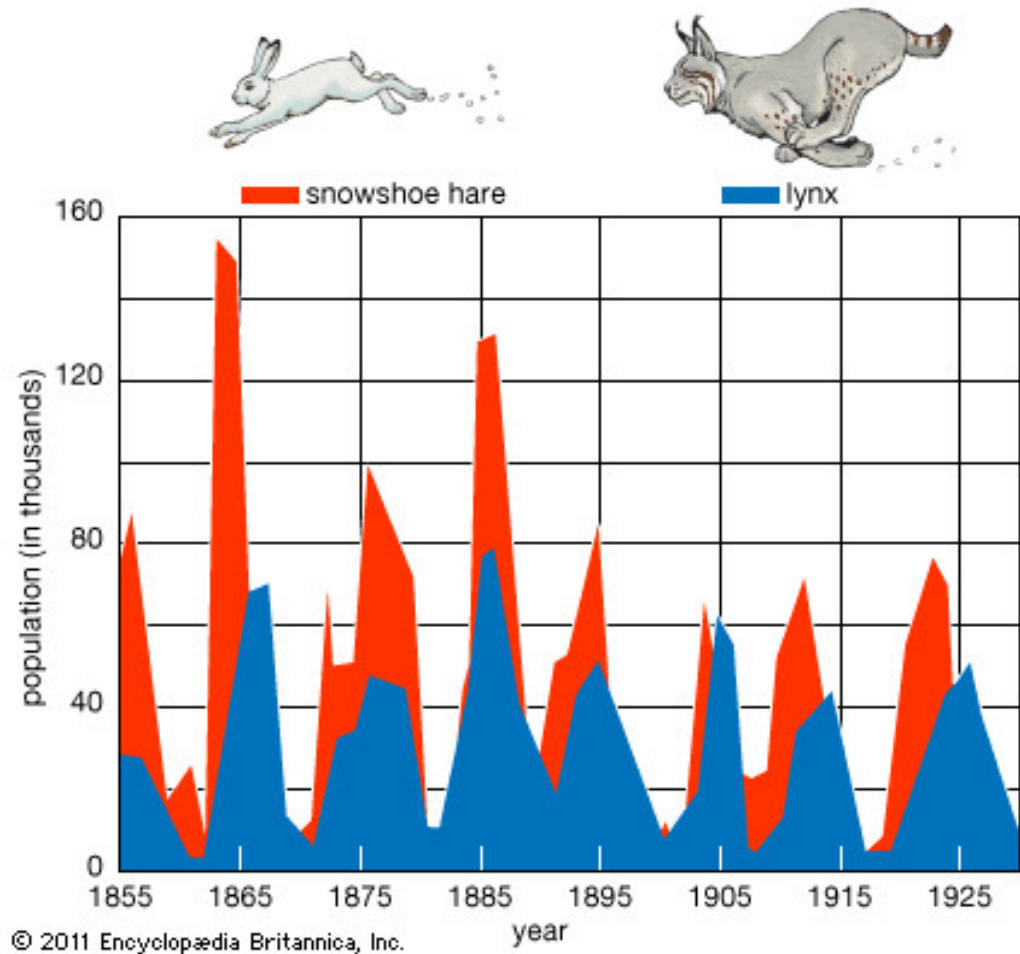 snowshoe hare
lynx
population (in thousands)
160
120
80
40
0
1855 1865 1875 1885 1895 1905 1915 1925
year
© 2011 Encyclopædia Britannica, Inc.